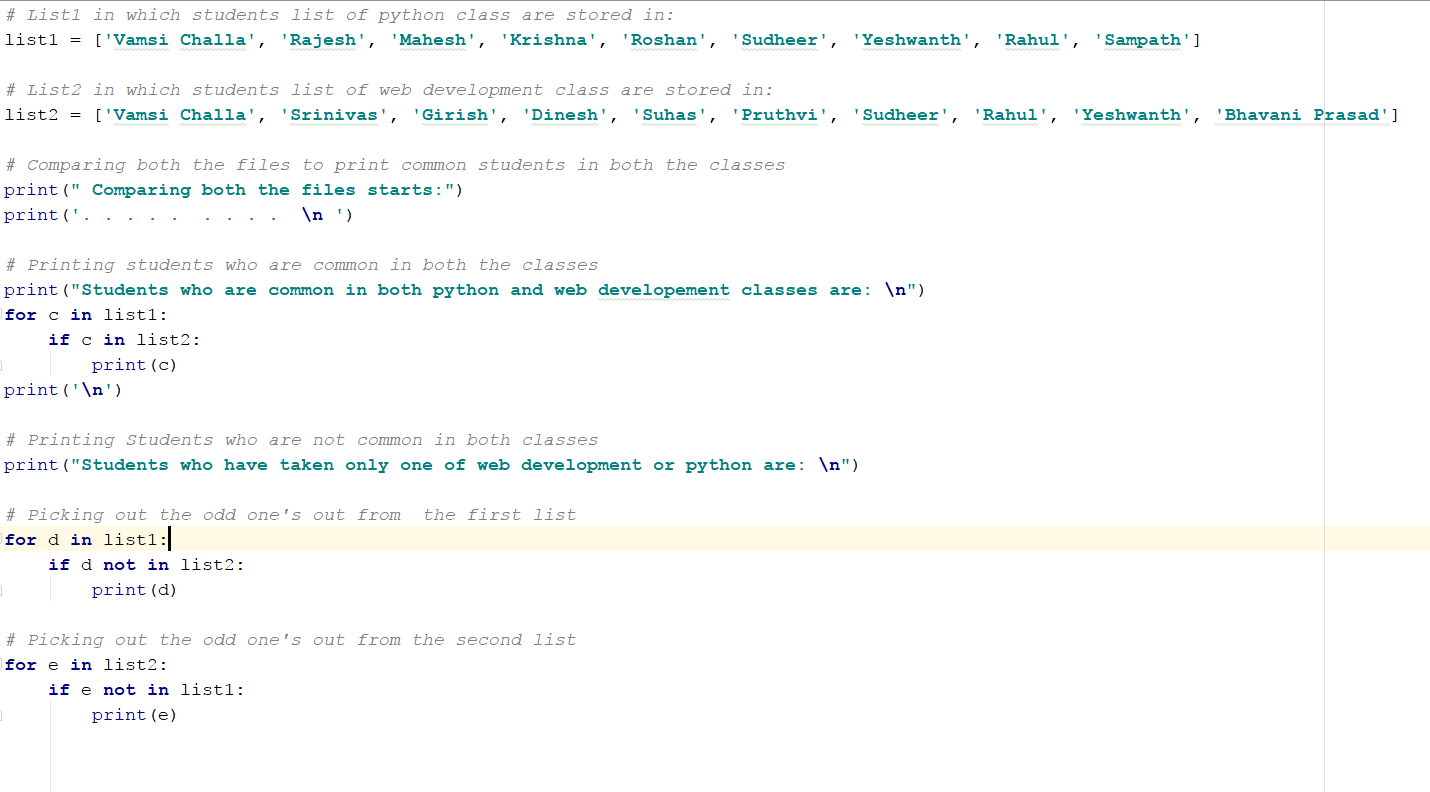 # List1 in which students list of python class are stored in:
list1 = ['Vamsi Challa', 'Rajesh', 'Mahesh', 'Krishna', 'Roshan', 'Sudheer', 'Yeshwanth', 'Rahul', 'Sampath']
# List2 in which students list of web development class are stored in:
list2 = ['Vamsi Challa', 'Srinivas', 'Girish', 'Dinesh', 'Suhas', 'Pruthvi', 'Sudheer', 'Rahul', 'Yeshwanth', 'Bhavani Prasad']
# Comparing both the files to print common students in both the classes
print(" Comparing both the files starts:")
print('. . . . .  . . . .  \n ')
# Printing students who are common in both the classes
print("Students who are common in both python and web developement classes are: \n")
for c in list1:
    if c in list2:
        print(c)
print('\n')
# Printing Students who are not common in both classes
print("Students who have taken only one of web development or python are: \n")
# Picking out the odd one's out from  the first list
for d in list1:
    if d not in list2:
        print(d)
# Picking out the odd one's out from the second list
for e in list2:
    if e not in list1:
        print(e)